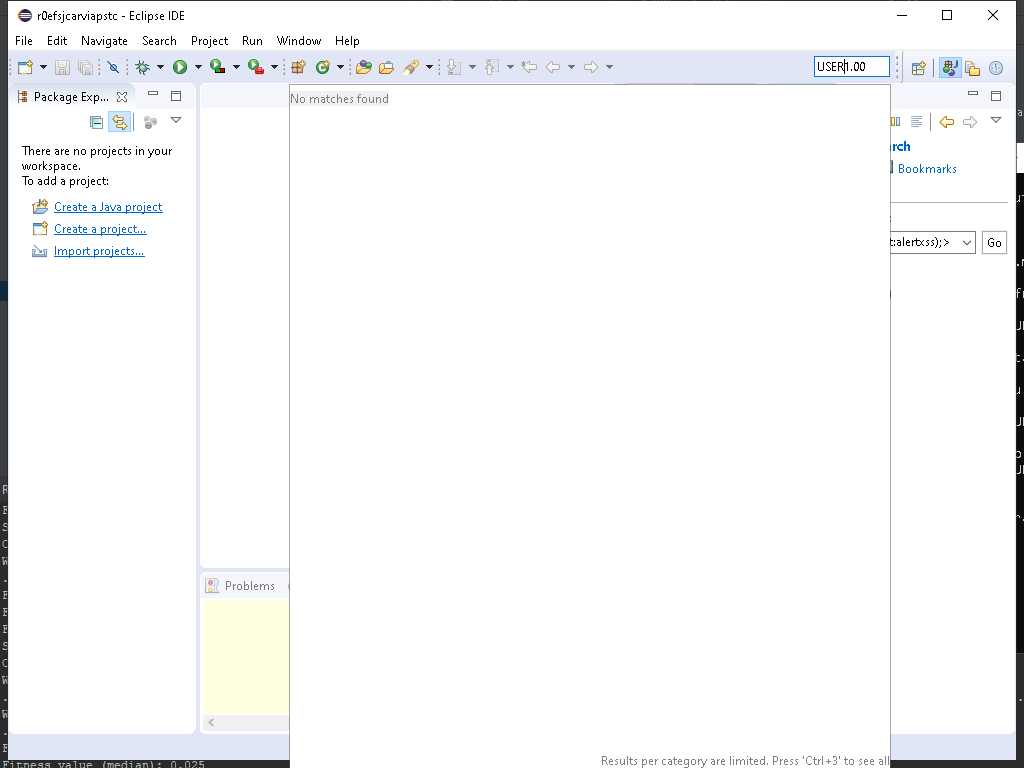 r0efsjcarviapstc - Eclipse IDE
File Edit Navigate Search Project Run Window Help
USER1.00
Package Exp...
No matches found
There are no projects in your
workspace.
To add a project:
Create a Java project
Create a project...
Import projects...
rch
Bookmarks
t:alert:xss);>
Go
Problems
Results per category are limited. Press 'Ctrl+3' to see all
Fitness value (median): 0.025